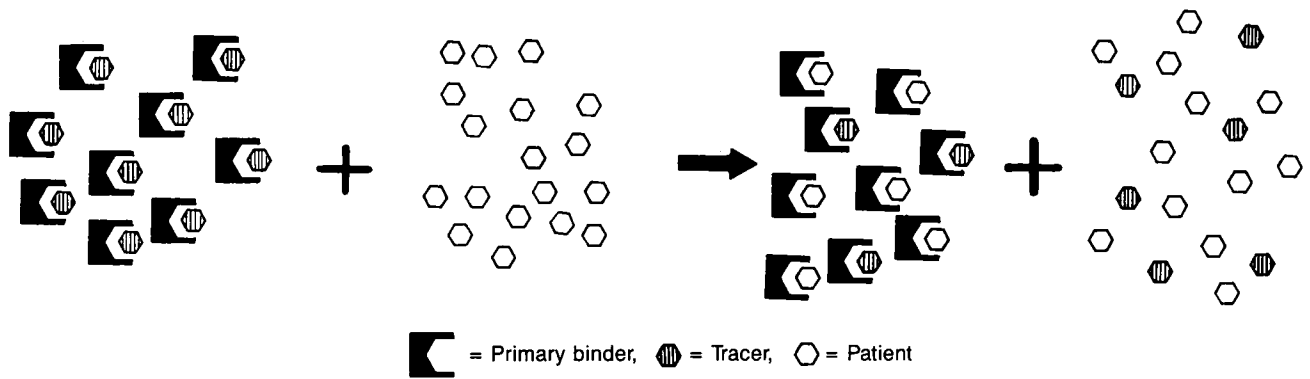 = Primary binder, = Tracer, = Patient